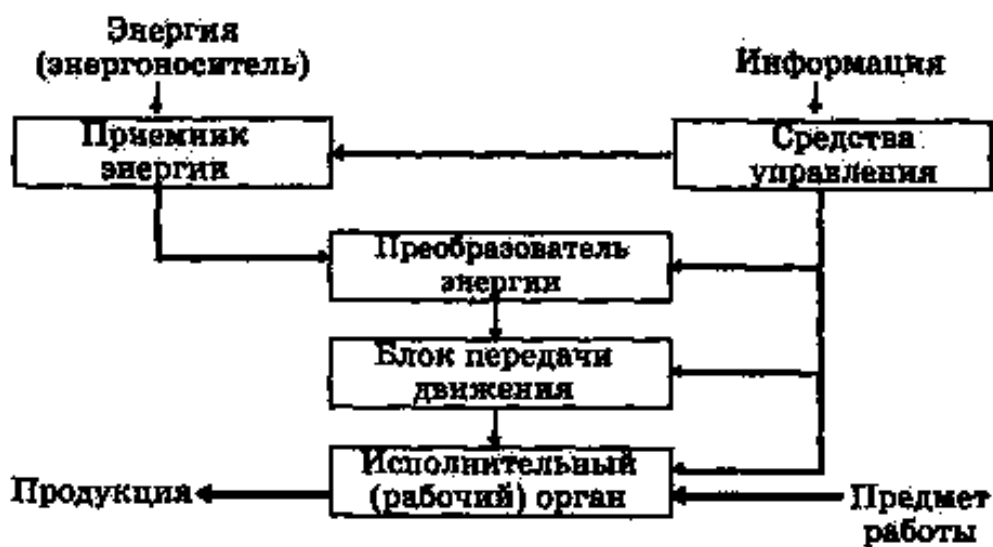 Энергия
(энергоноситель)
Информация
Приемник
энергии
Средства
управления
Преобразователь
энергии
Блок передачи
движения
Исполнительный
(рабочий) орган
Продукция
Предмет
работы